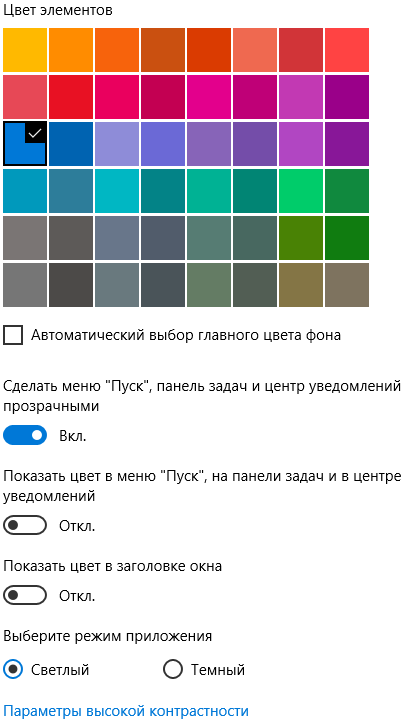 Цвет элементов
Автоматический выбор главного цвета фона
Сделать меню "Пуск", панель задач и центр уведомлений
прозрачными
Вкл.
Показать цвет в меню "Пуск", на панели задач и в центре
уведомлений
Откл.
Показать цвет в заголовке окна
Откл.
Выберите режим приложения
Светлый Темный
Параметры высокой контрастности